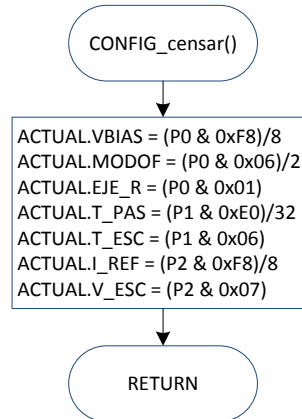 CONFIG_censar()
ACTUAL.VBIAS = (P0 & 0xF8)/8
ACTUAL.MODOF = (P0 & 0x06)/2
ACTUAL.EJE_R = (P0 & 0x01)
ACTUAL.T_PAS = (P1 & 0xE0)/32
ACTUAL.T_ESC = (P1 & 0x06)
ACTUAL.I_REF = (P2 & 0xF8)/8
ACTUAL.V_ESC = (P2 & 0x07)
RETURN